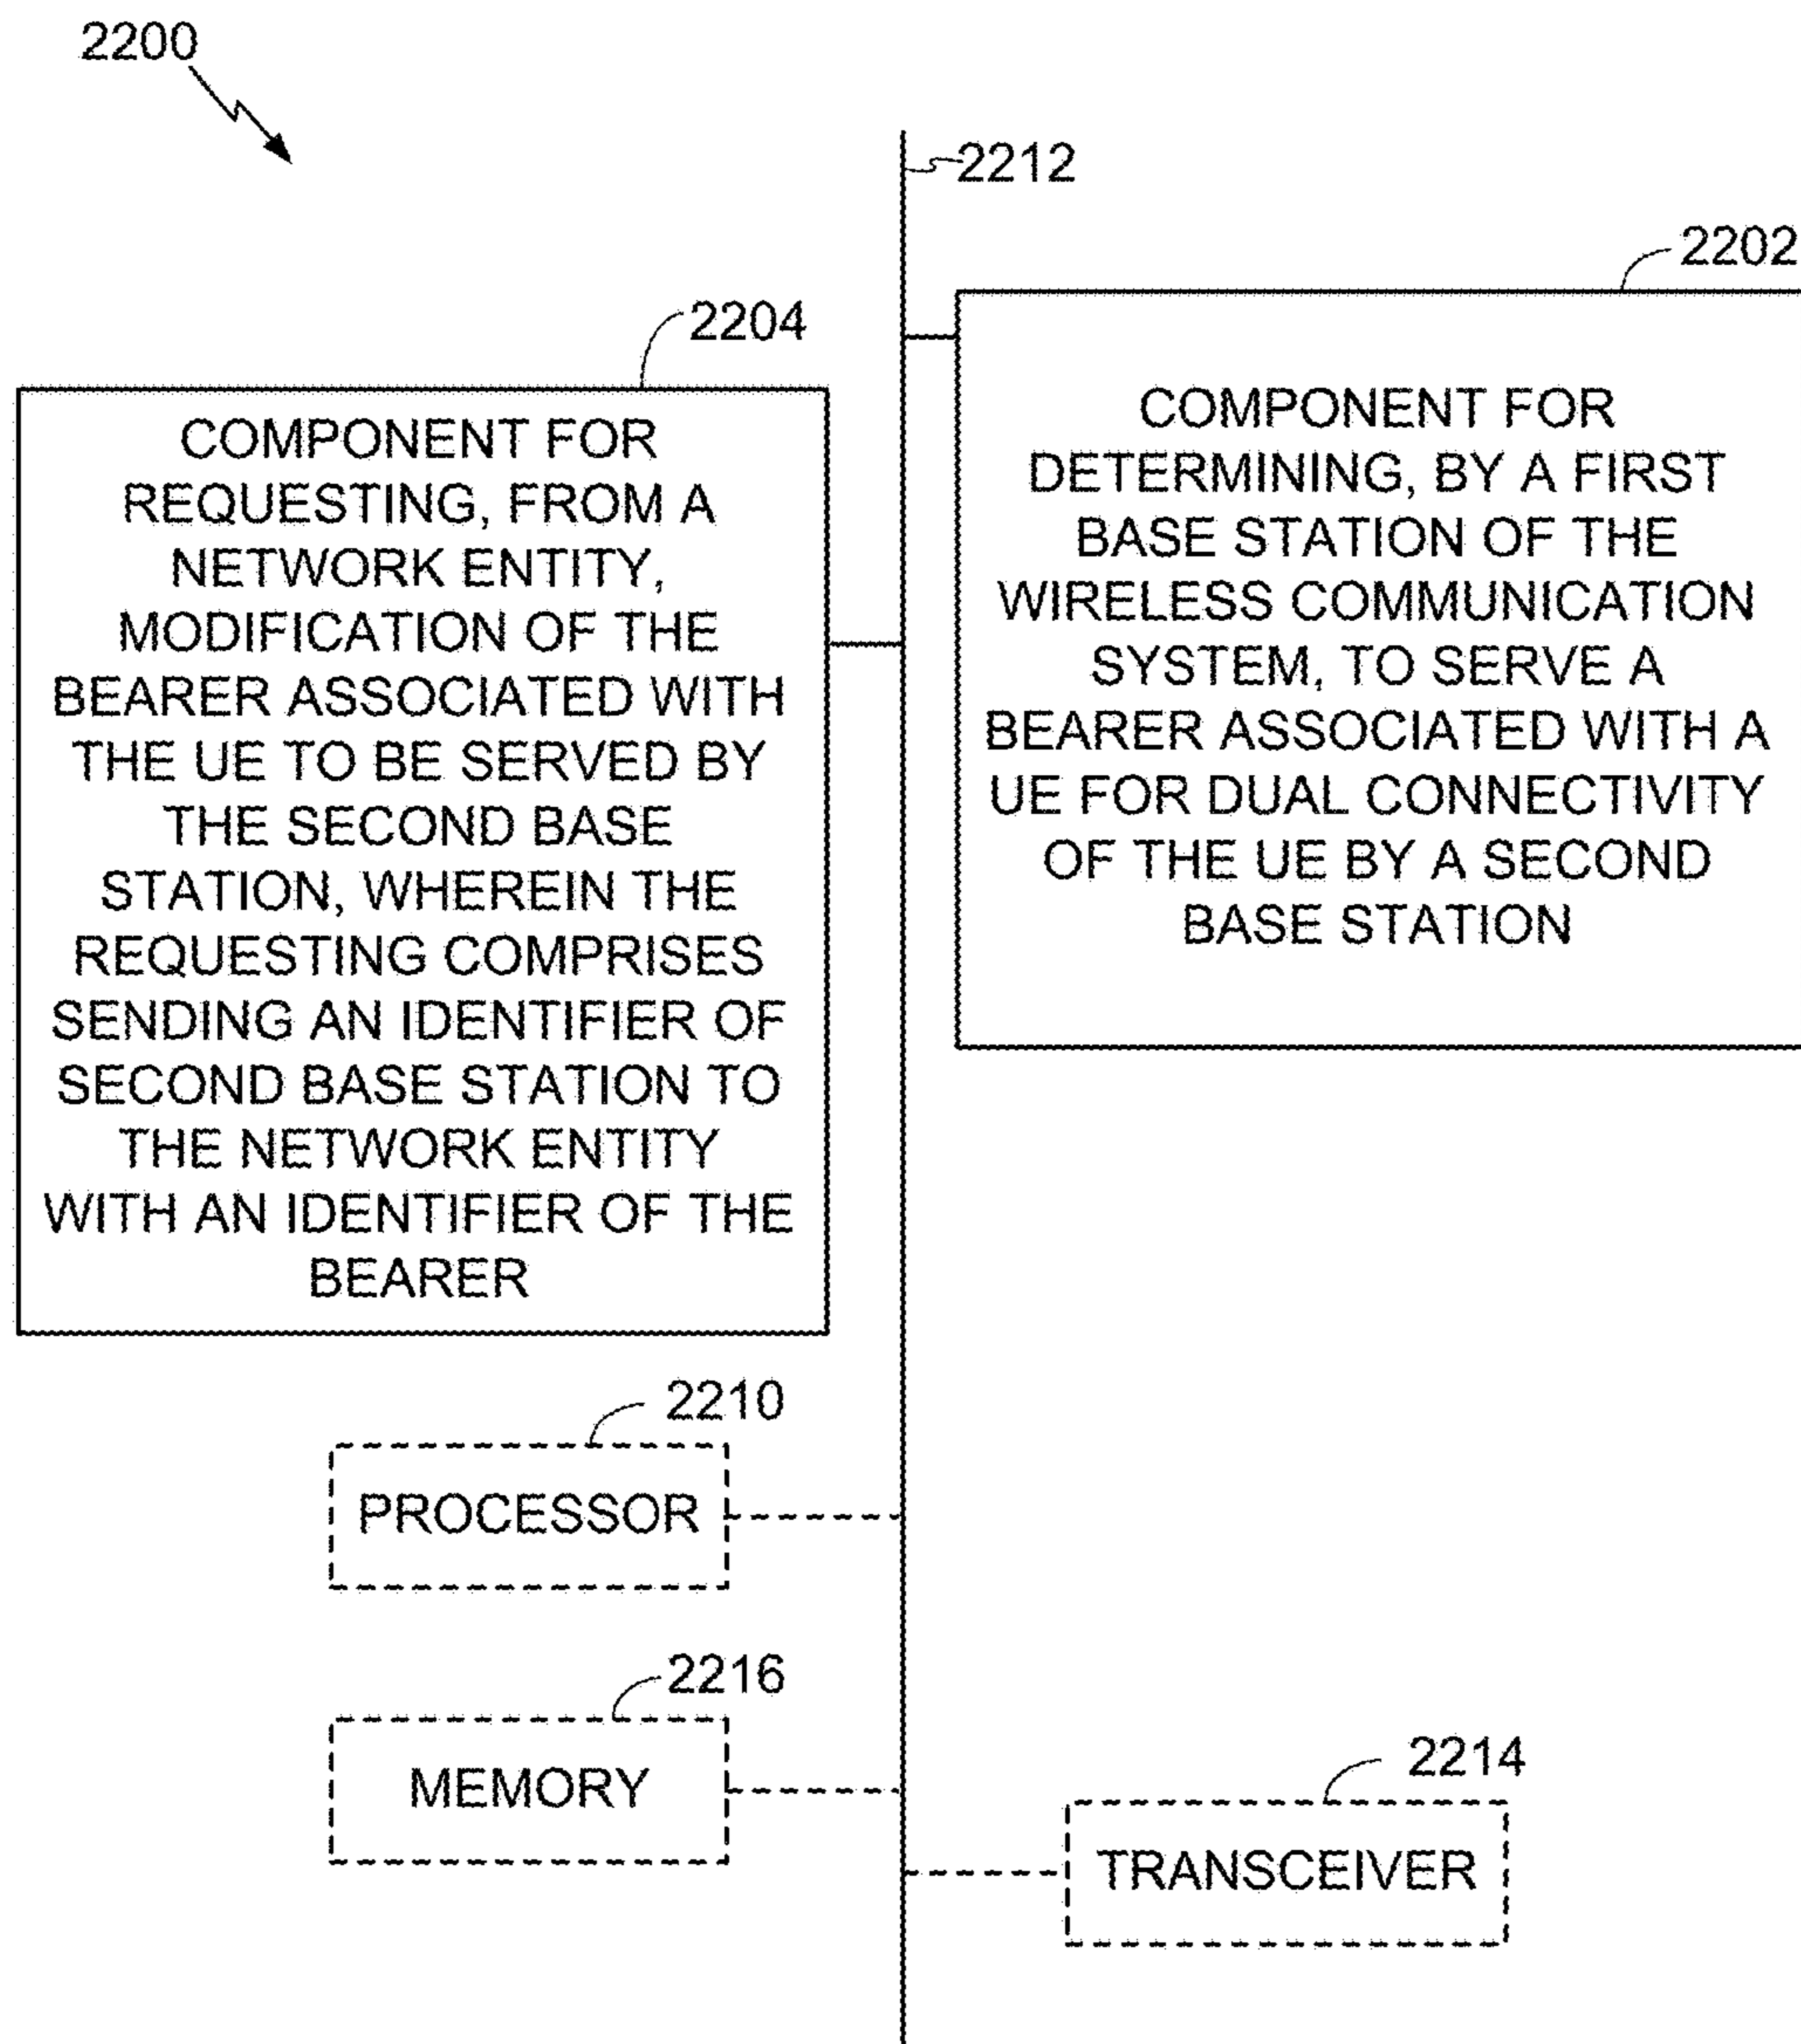 2200
2212
2202
2204
COMPONENT FOR
REQUESTING, FROM A
NETWORK ENTITY,
MODIFICATION OF THE
BEARER ASSOCIATED WITH
THE UE TO BE SERVED BY
THE SECOND BASE
STATION, WHEREIN THE
REQUESTING COMPRISES
SENDING AN IDENTIFIER OF
SECOND BASE STATION TO
THE NETWORK ENTITY
WITH AN IDENTIFIER OF THE
BEARER
COMPONENT FOR
DETERMINING, BY A FIRST
BASE STATION OF THE
WIRELESS COMMUNICATION
SYSTEM, TO SERVE A
BEARER ASSOCIATED WITH A
UE FOR DUAL CONNECTIVITY
OF THE UE BY A SECOND
BASE STATION
2210
PROCESSOR
2216
MEMORY
2214
TRANSCEIVER